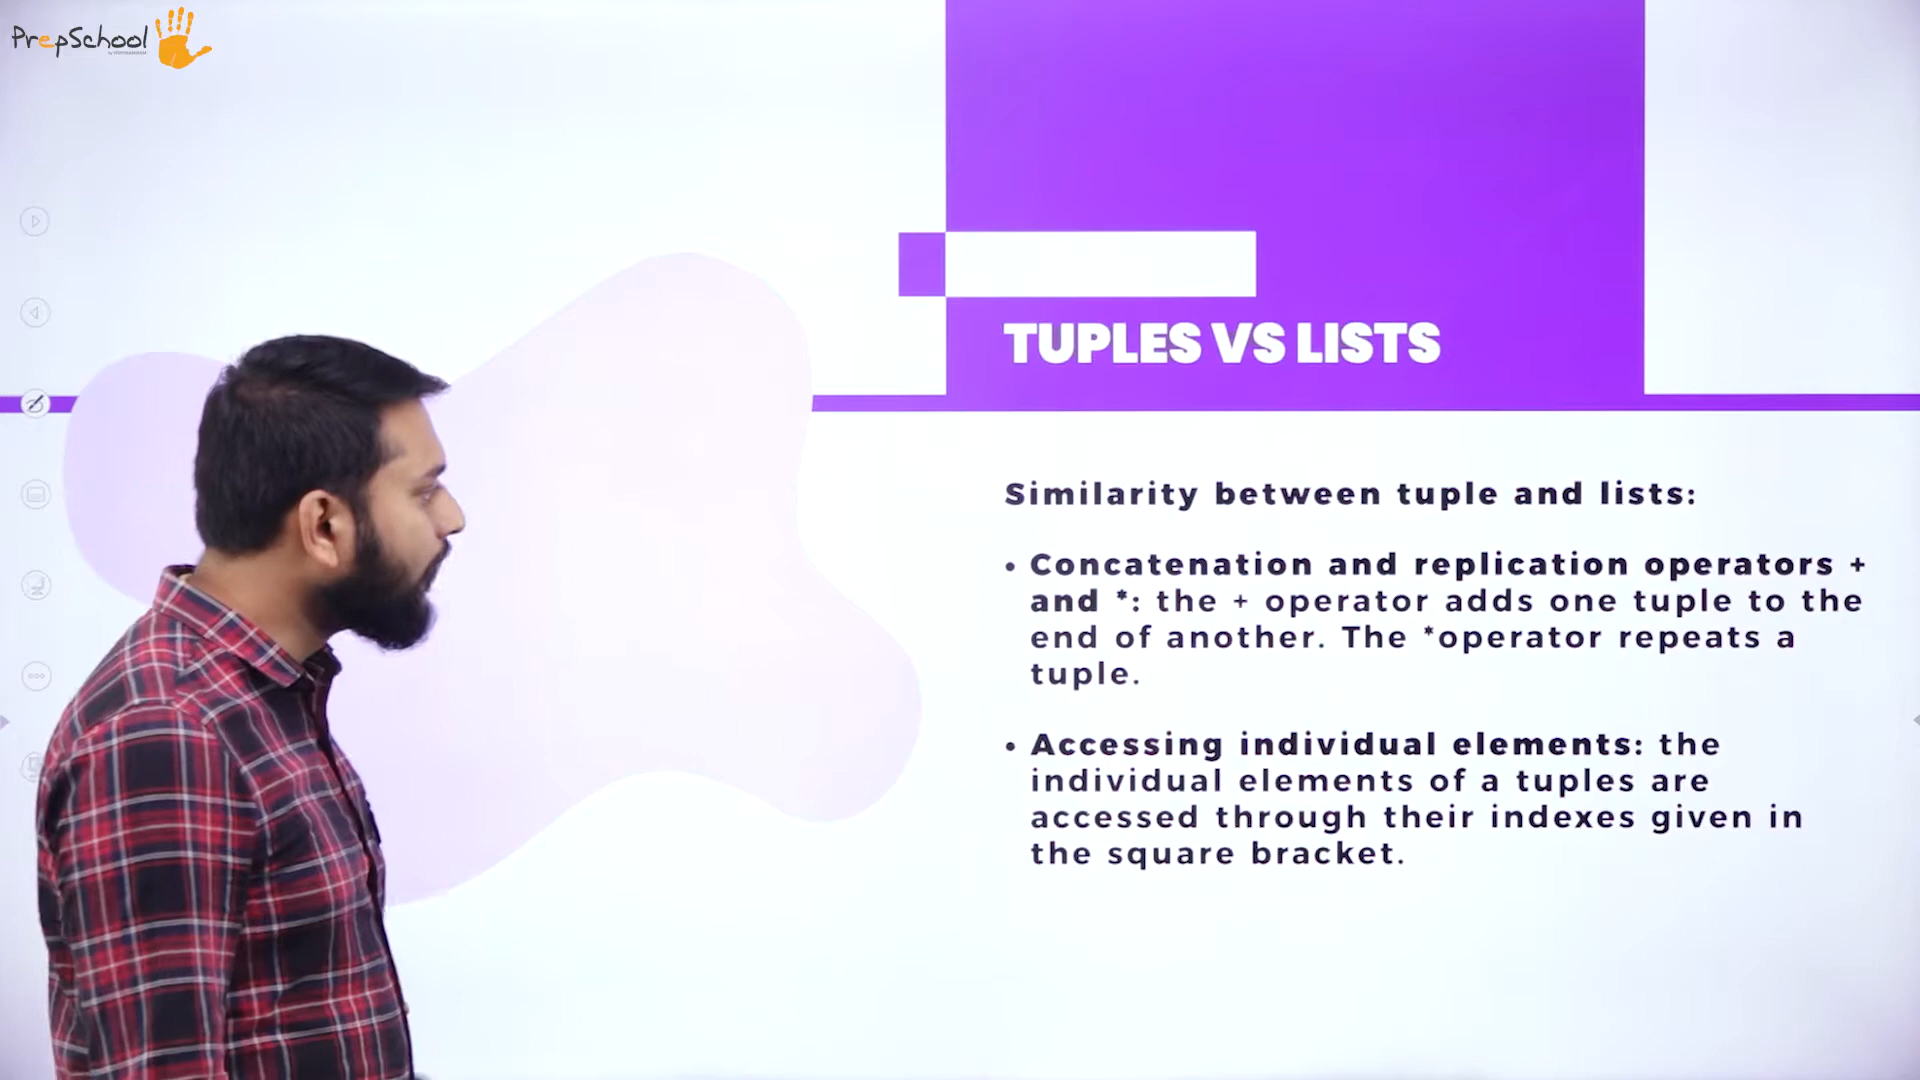 PrepSchool
TUPLES VS LISTS
Similarity between tuple and lists:
• Concatenation and replication operators +
and *: the + operator adds one tuple to the
end of another. The *operator repeats a
tuple.
• Accessing individual elements: the
individual elements of a tuples are
accessed through their indexes given in
the square bracket.